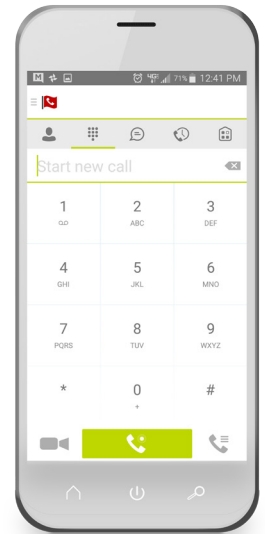 71% 12:41 PM
Start new call
1 2 3
ABC DEF
4 5 6
GHI JKL MNO
7 8 9
PQRS TUV WXYZ
* 0 #
+